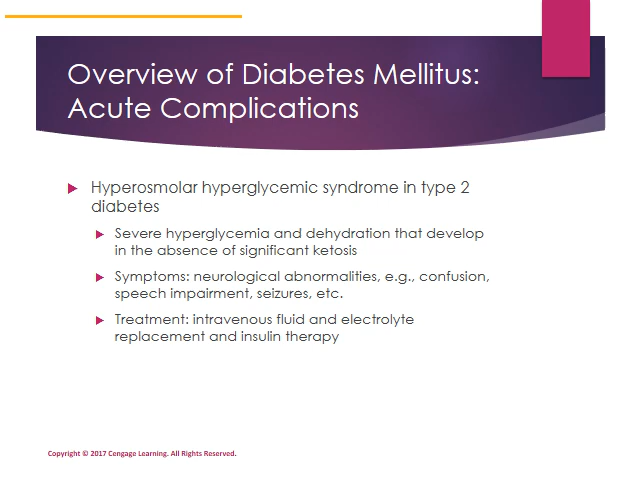 Overview of Diabetes Mellitus:
Acute Complications
Hyperosmolar hyperglycemic syndrome in type 2
diabetes
Severe hyperglycemia and dehydration that develop
in the absence of significant ketosis
Symptoms: neurological abnormalities, e.g., confusion,
speech impairment, seizures, etc.
Treatment: intravenous fluid and electrolyte
replacement and insulin therapy
Copyright © 2017 Cengage Learning. All Rights Reserved.